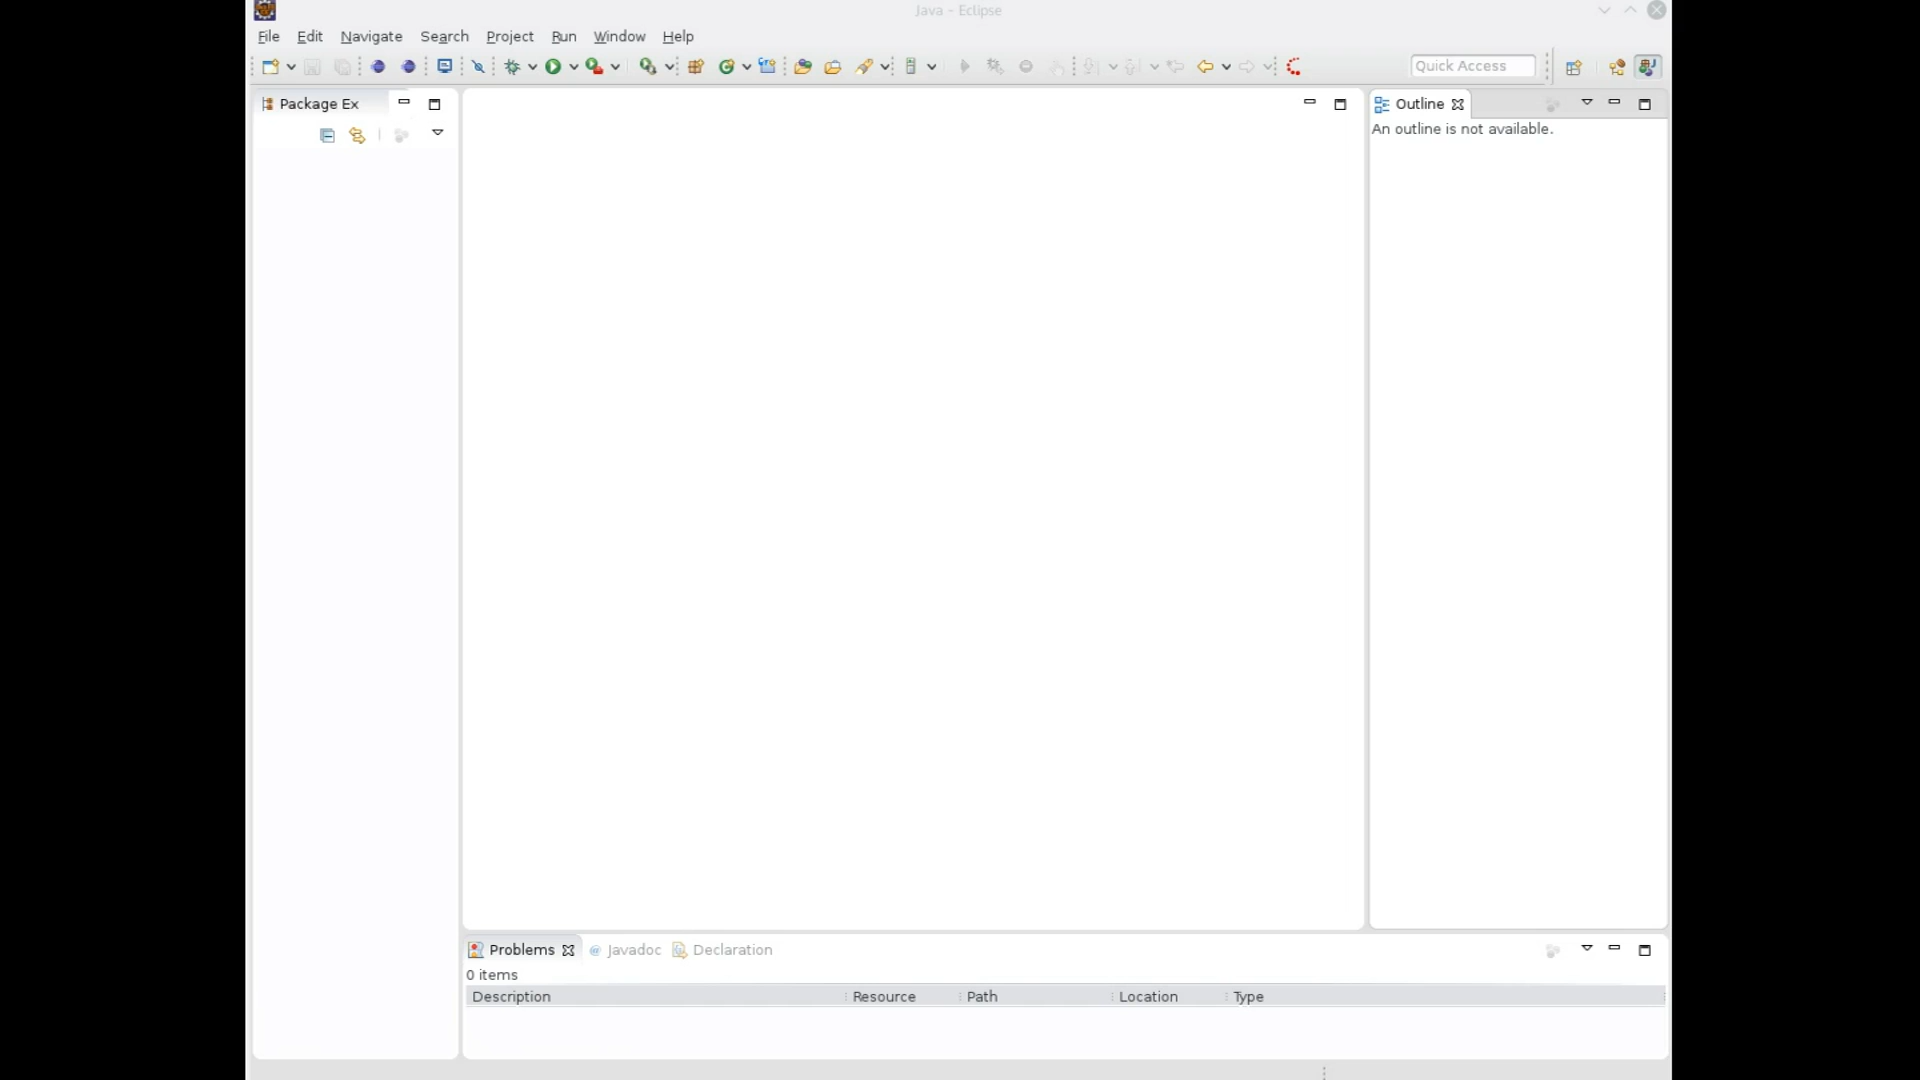 Java - Eclipse
File Edit Navigate Search Project Run Window Help
Quick Access
Package Ex
Outline
An outline is not available.
Problems @ Javadoc Declaration
0 items
Description Resource Path Location Type